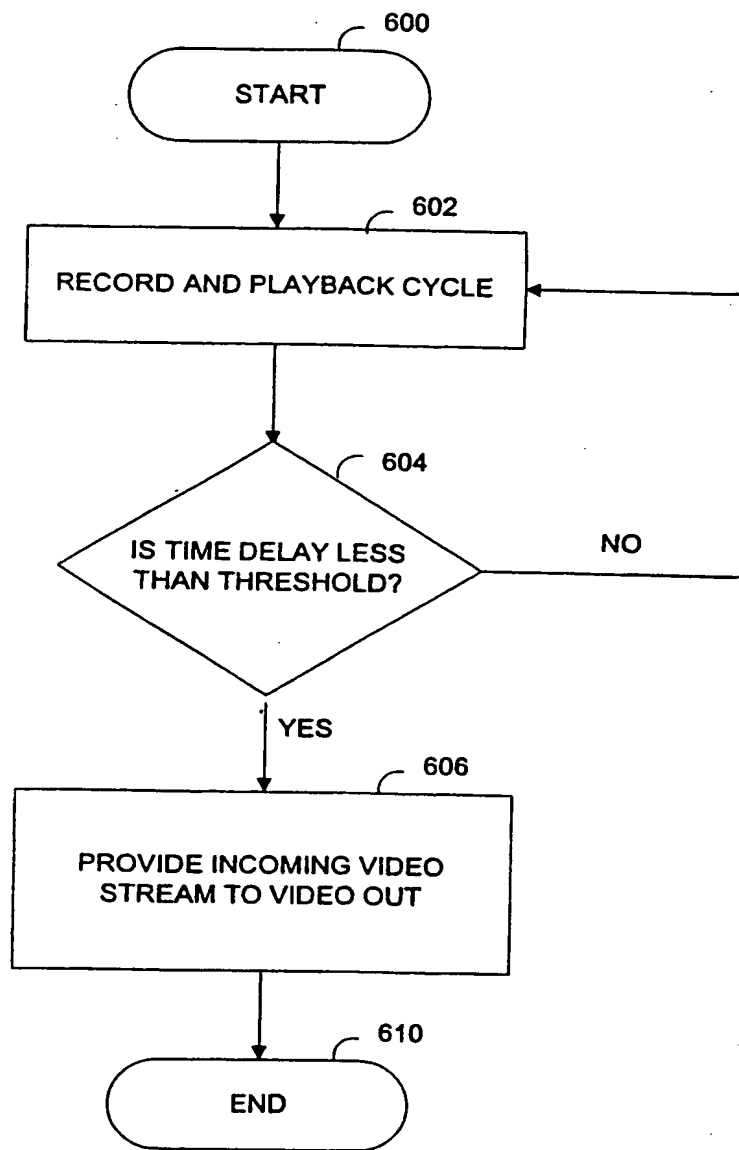 600
START
602
RECORD AND PLAYBACK CYCLE
604
IS TIME DELAY LESS
THAN THRESHOLD?
NO
YES
606
PROVIDE INCOMING VIDEO
STREAM TO VIDEO OUT
610
END